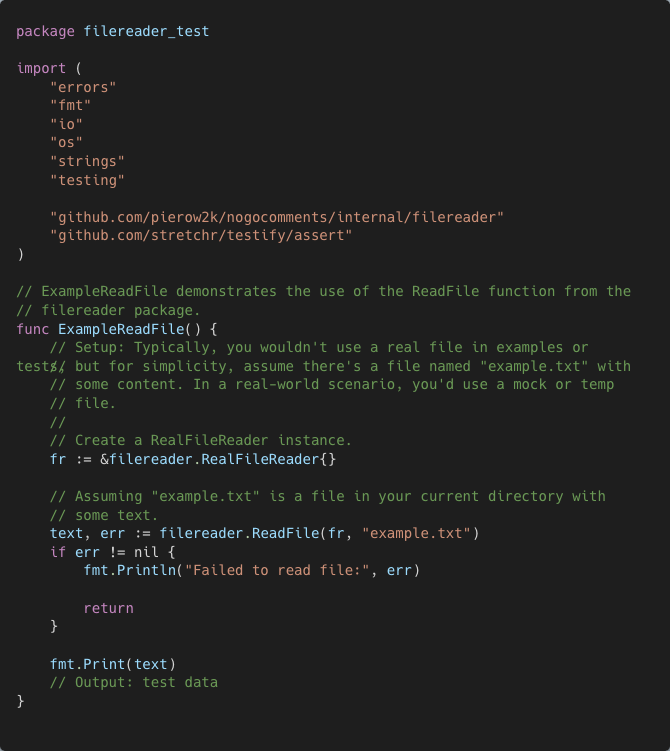 package filereader_test

import (
    "errors"
    "fmt"
    "io"
    "os"
    "strings"
    "testing"

    "github.com/pierow2k/nogocomments/internal/filereader"
    "github.com/stretchr/testify/assert"
)

// ExampleReadFile demonstrates the use of the ReadFile function from the
// filereader package.
func ExampleReadFile() {
    // Setup: Typically, you wouldn't use a real file in examples or
tests, // but for simplicity, assume there's a file named "example.txt" with
    // some content. In a real-world scenario, you'd use a mock or temp
    // file.
    //
    // Create a RealFileReader instance.
    fr := &filereader.RealFileReader{}

    // Assuming "example.txt" is a file in your current directory with
    // some text.
    text, err := filereader.ReadFile(fr, "example.txt")
    if err != nil {
        fmt.Println("Failed to read file:", err)

        return
    }

    fmt.Print(text)
    // Output: test data
}